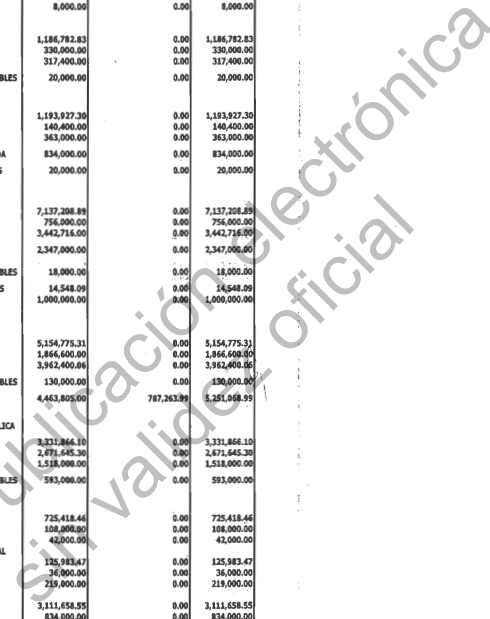 8,000.00 0.00 8,000.00
1,186,782.83 0.00 1,186,782.83
330,000.00 0.00 330,000.00
317,400.00 0.00 317,400.00
BLES 20,000.00 0.00 20,000.00
1,193,927.30 0.00 1,193,927.30
140,400.00 0.00 140,400.00
363,000.00 0.00 363,000.00
A 834,000.00 0.00 834,000.00
S 20,000.00 0.00 20,000.00
7,137,208.89 0.00 7,137,208.89
756,000.00 0.00 756,000.00
3,442,716.00 0.00 3,442,716.00
2,347,000.00 0.00 2,347,000.00
BLES 18,000.00 0.00 18,000.00
S 14,548.09 0.00 14,548.09
1,000,000.00 0.00 1,000,000.00
5,154,775.31 0.00 5,154,775.31
1,866,600.00 0.00 1,866,600.00
3,962,400.06 0.00 3,962,400.06
BLES 130,000.00 0.00 130,000.00
4,463,805.00 787,263.99 5,251,068.99
LICA
3,331,866.10 0.00 3,331,866.10
2,671,645.30 0.00 2,671,645.30
1,518,000.00 0.00 1,518,000.00
BLES 593,000.00 0.00 593,000.00
725,418.46 0.00 725,418.46
108,000.00 0.00 108,000.00
42,000.00 0.00 42,000.00
AL
125,983.47 0.00 125,983.47
36,000.00 0.00 36,000.00
219,000.00 0.00 219,000.00
3,111,658.55 0.00 3,111,658.55
834,000.00 0.00 834,000.00
ublicación electrónica
sin validez oficial